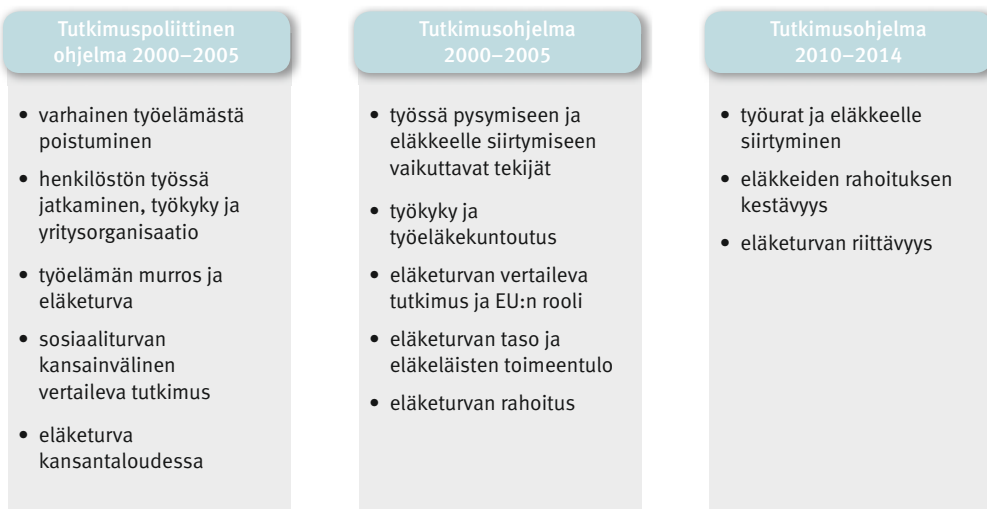 Tutkimuspoliittinen
ohjelma 2000–2005
• varhainen työelämästä
poistuminen
• henkilöstön työssä
jatkaminen, työkyky ja
yritysorganisaatio
• työelämän murros ja
eläketurva
• sosiaaliturvan
kansainvälinen
vertaileva tutkimus
• eläketurva
kansantaloudessa
Tutkimusohjelma
2000–2005
• työssä pysymiseen ja
eläkkeelle siirtymiseen
vaikuttavat tekijät
• työkyky ja
työeläkekuntoutus
• eläketurvan vertaileva
tutkimus ja EU:n rooli
• eläketurvan taso ja
eläkeläisten toimeentulo
• eläketurvan rahoitus
Tutkimusohjelma
2010–2014
• työurat ja eläkkeelle
siirtyminen
• eläkkeiden rahoituksen
kestävyys
• eläketurvan riittävyys